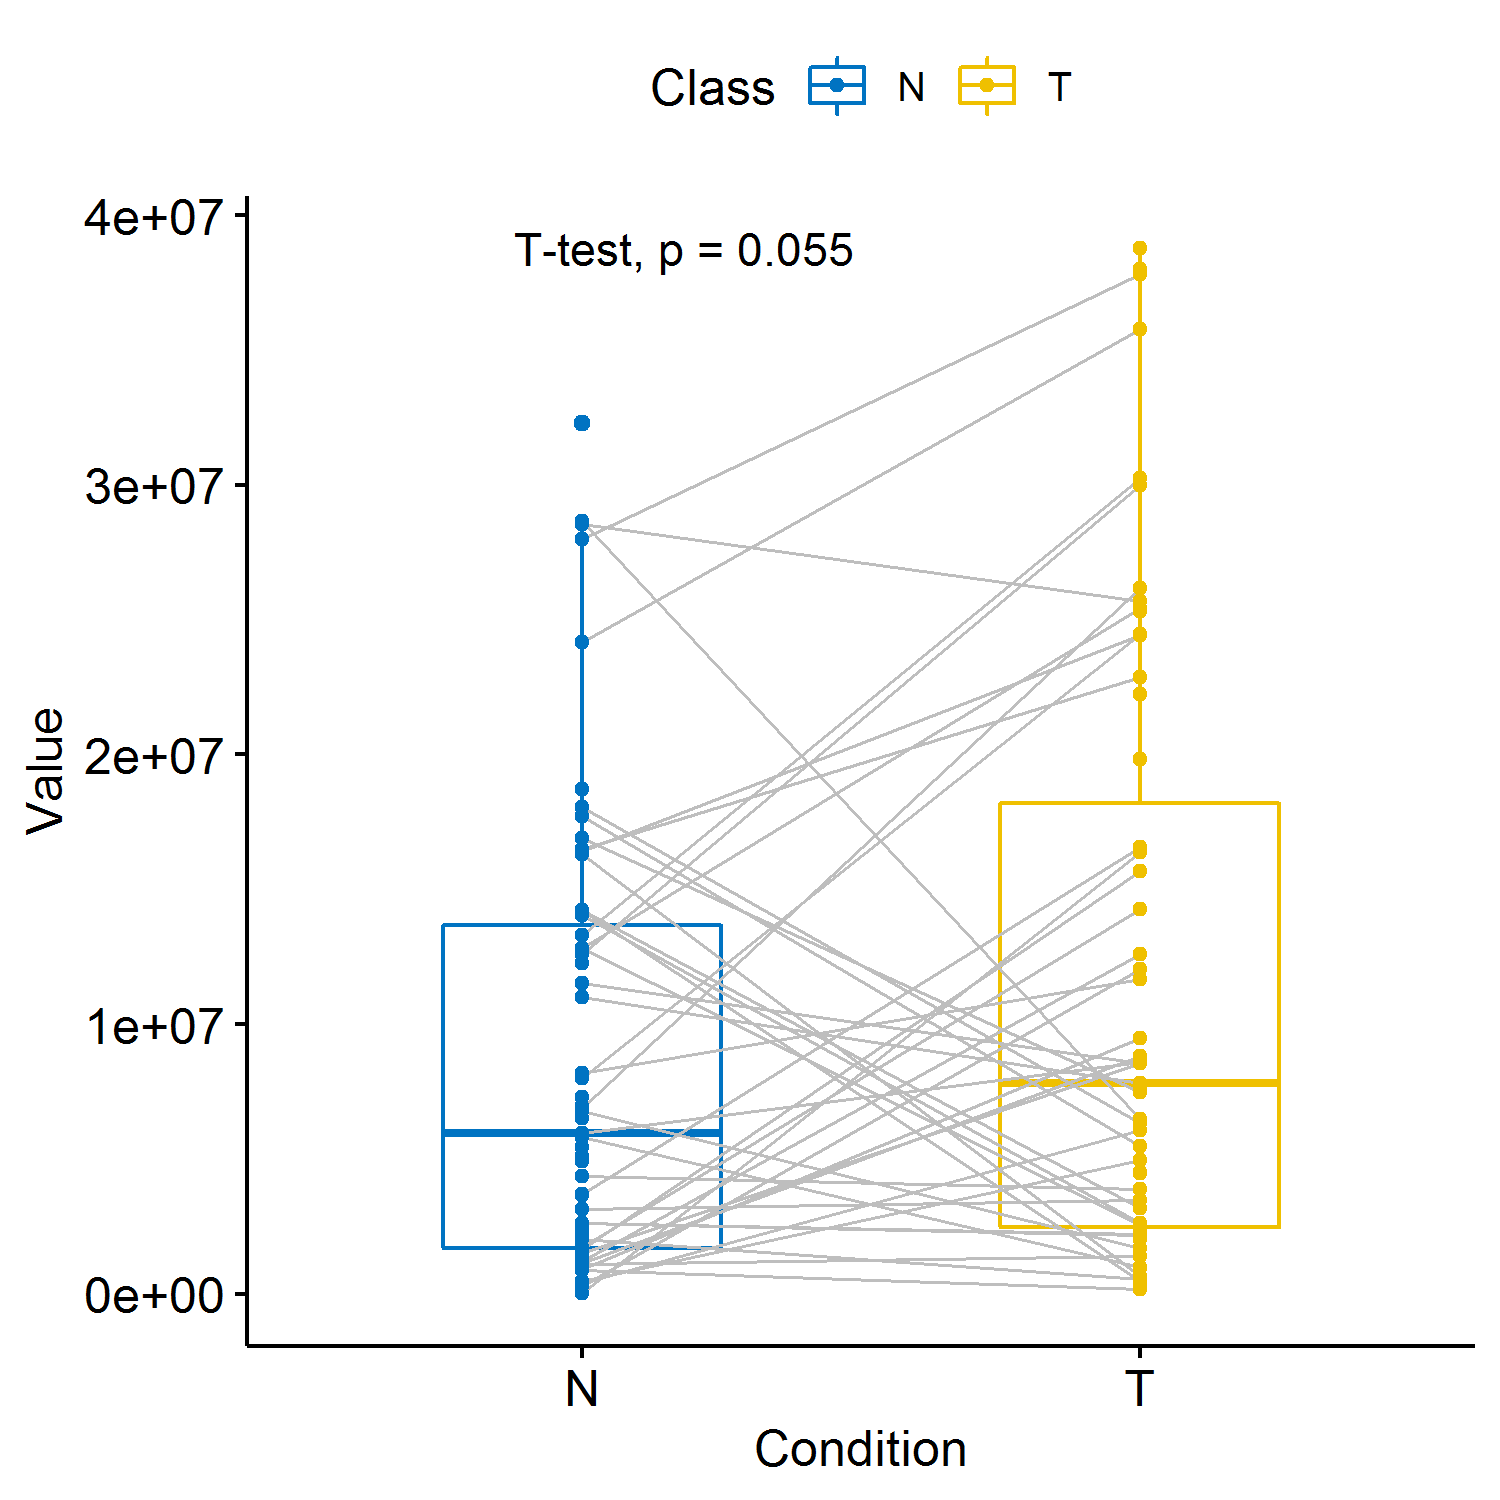 Class N T
4e+07
T-test, p = 0.055
3e+07
2e+07
Value
1e+07
0e+00
N T
Condition